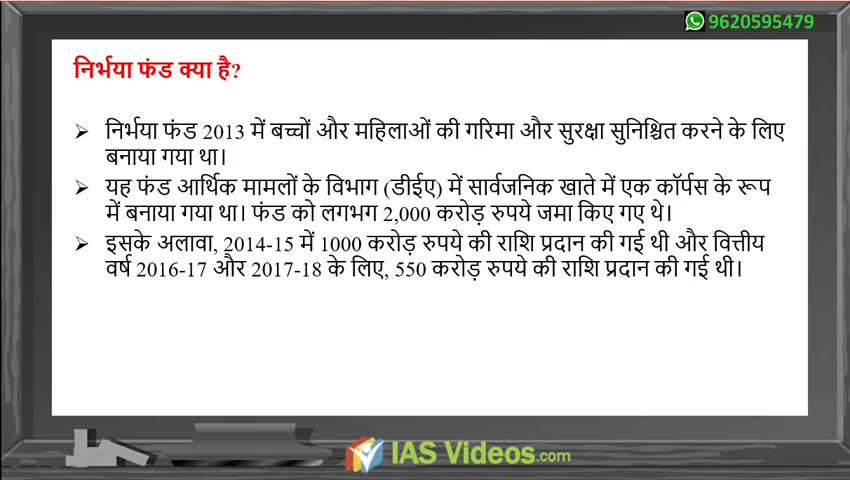 9620595479
निर्भया फंड क्या है?
➢ निर्भया फंड 2013 में बच्चों और महिलाओं की गरिमा और सुरक्षा सुनिश्चित करने के लिए
बनाया गया था।
➢ यह फंड आर्थिक मामलों के विभाग (डीईए) में सार्वजनिक खाते में एक कॉर्पस के रूप
में बनाया गया था। फंड को लगभग 2,000 करोड़ रुपये जमा किए गए थे।
➢ इसके अलावा, 2014-15 में 1000 करोड़ रुपये की राशि प्रदान की गई थी और वित्तीय
वर्ष 2016-17 और 2017-18 के लिए, 550 करोड़ रुपये की राशि प्रदान की गई थी।
IAS Videos.com